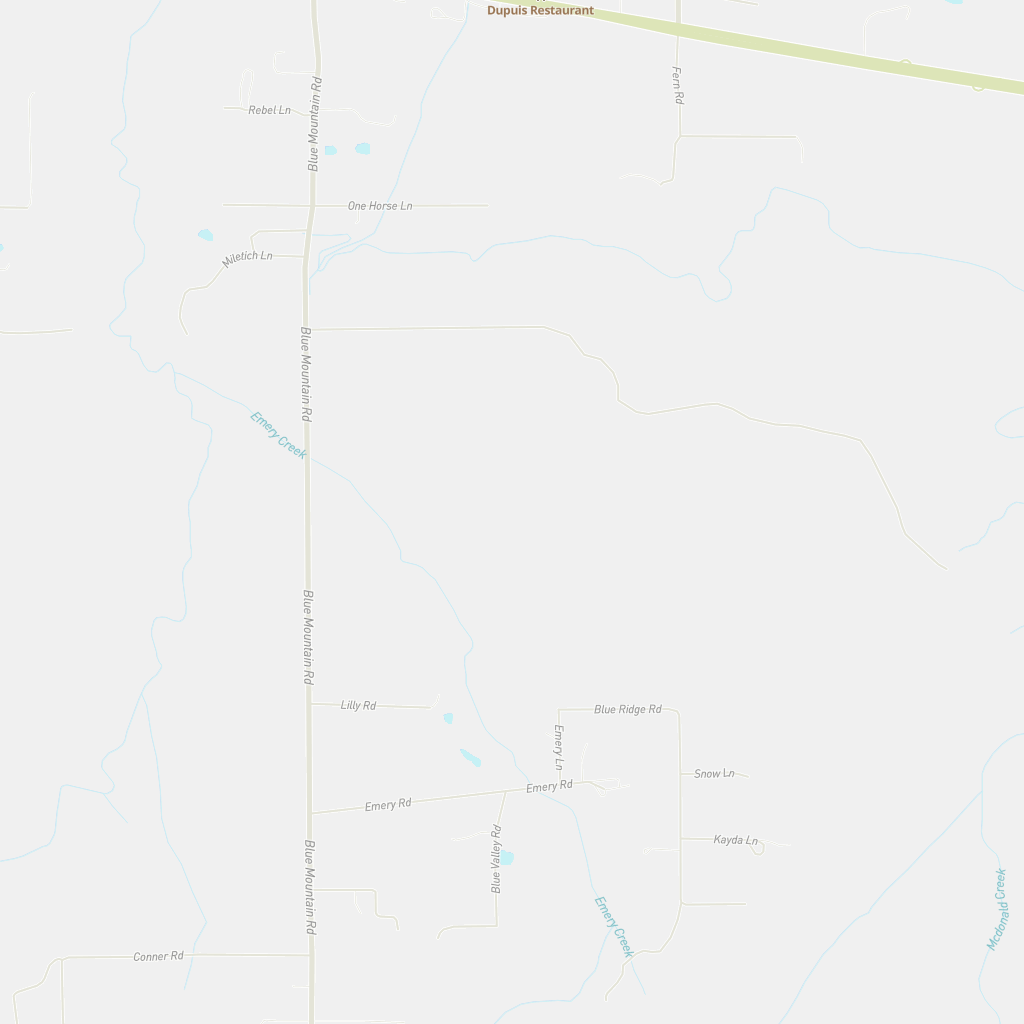 Dupuis Restaurant
Fern Rd
Blue Mountain Rd
Rebel Ln
One Horse Ln
Miletich Ln
Blue Mountain Rd
Emery Creek
Blue Mountain Rd
Lilly Rd
Blue Ridge Rd
Emery Ln
Snow Ln
Emery Rd
Emery Rd
Kayda Ln
Blue Valley Rd
Blue Mountain Rd
Emery Creek
Mcdonald Creek
Conner Rd